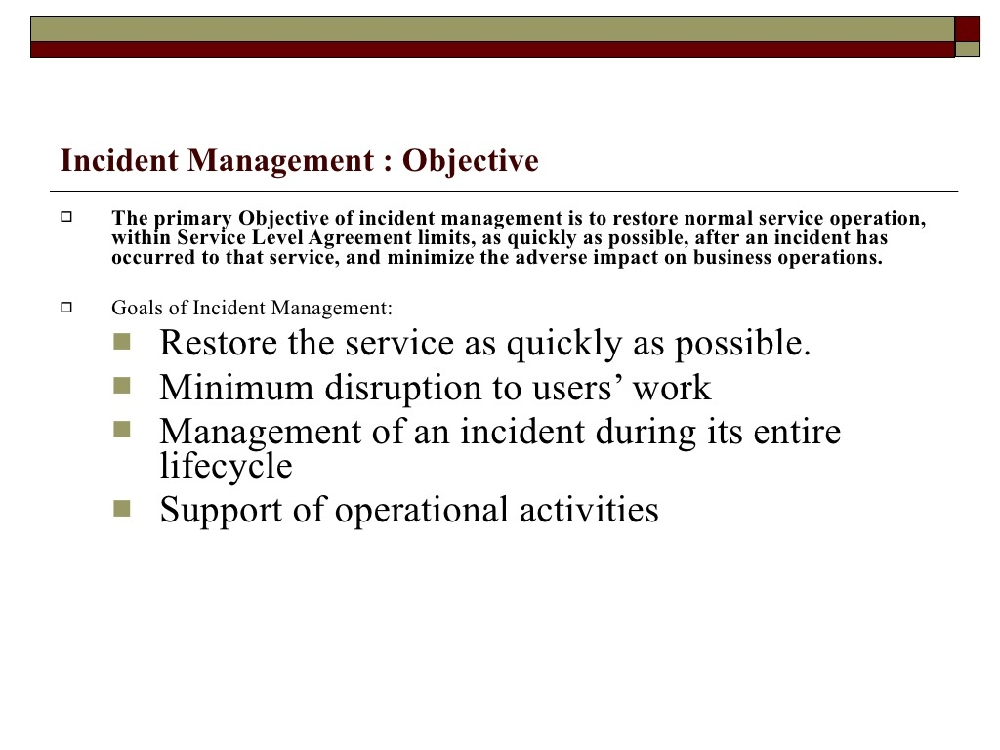 Incident Management : Objective
The primary Objective of incident management is to restore normal service operation,
within Service Level Agreement limits, as quickly as possible, after an incident has
occurred to that service, and minimize the adverse impact on business operations.
Goals of Incident Management:
Restore the service as quickly as possible.
Minimum disruption to users’ work
Management of an incident during its entire
lifecycle
Support of operational activities